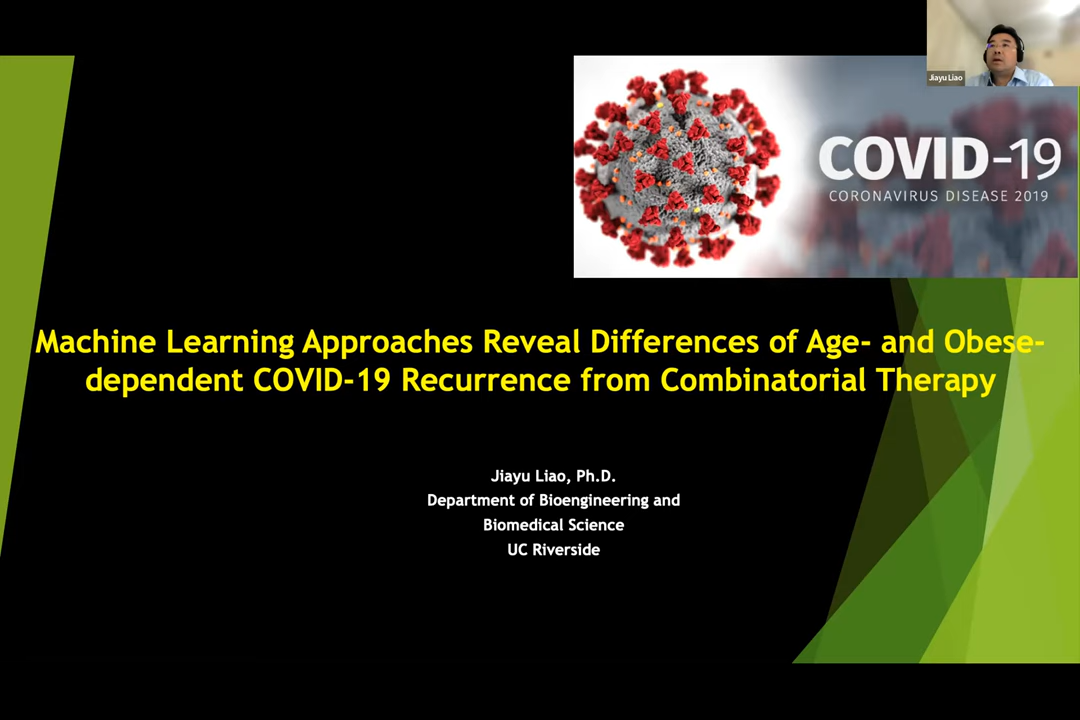 Jiayu Liao
COVID-19
CORONAVIRUS DISEASE 2019
Machine Learning Approaches Reveal Differences of Age- and Obese-
dependent COVID-19 Recurrence from Combinatorial Therapy
Jiayu Liao, Ph.D.
Department of Bioengineering and
Biomedical Science
UC Riverside